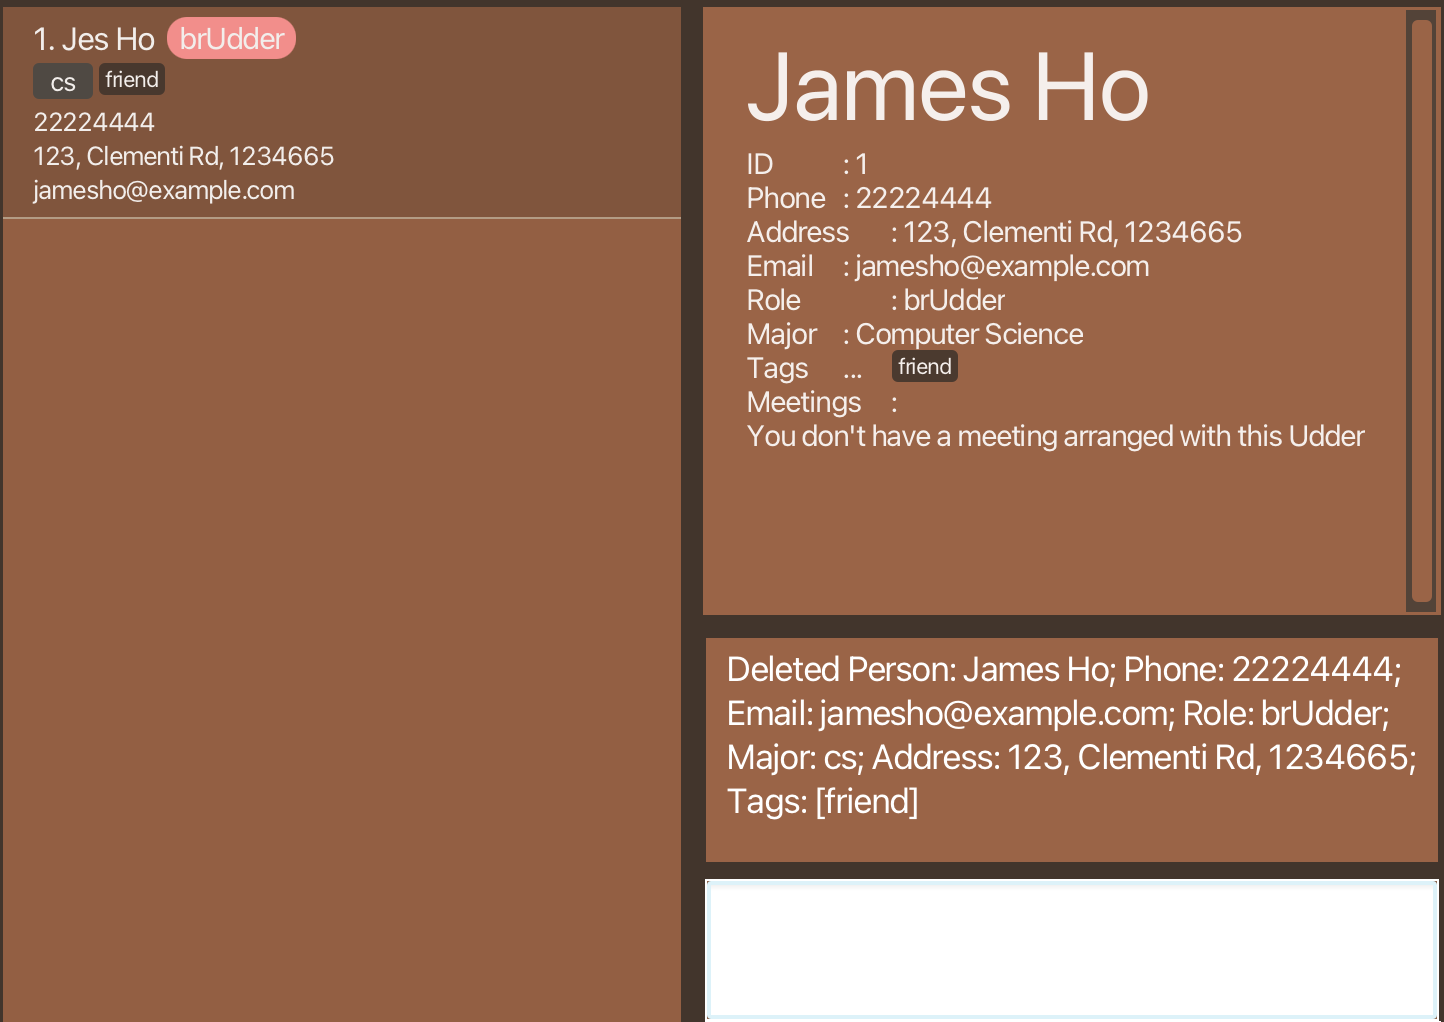 1. Jes Ho brUdder
cs friend
22224444
123, Clementi Rd, 1234665
jamesho@example.com
James Ho
ID : 1
Phone : 22224444
Address : 123, Clementi Rd, 1234665
Email : jamesho@example.com
Role : brUdder
Major : Computer Science
Tags ... friend
Meetings :
You don't have a meeting arranged with this Udder
Deleted Person: James Ho; Phone: 22224444;
Email: jamesho@example.com; Role: brUdder;
Major: cs; Address: 123, Clementi Rd, 1234665;
Tags: [friend]